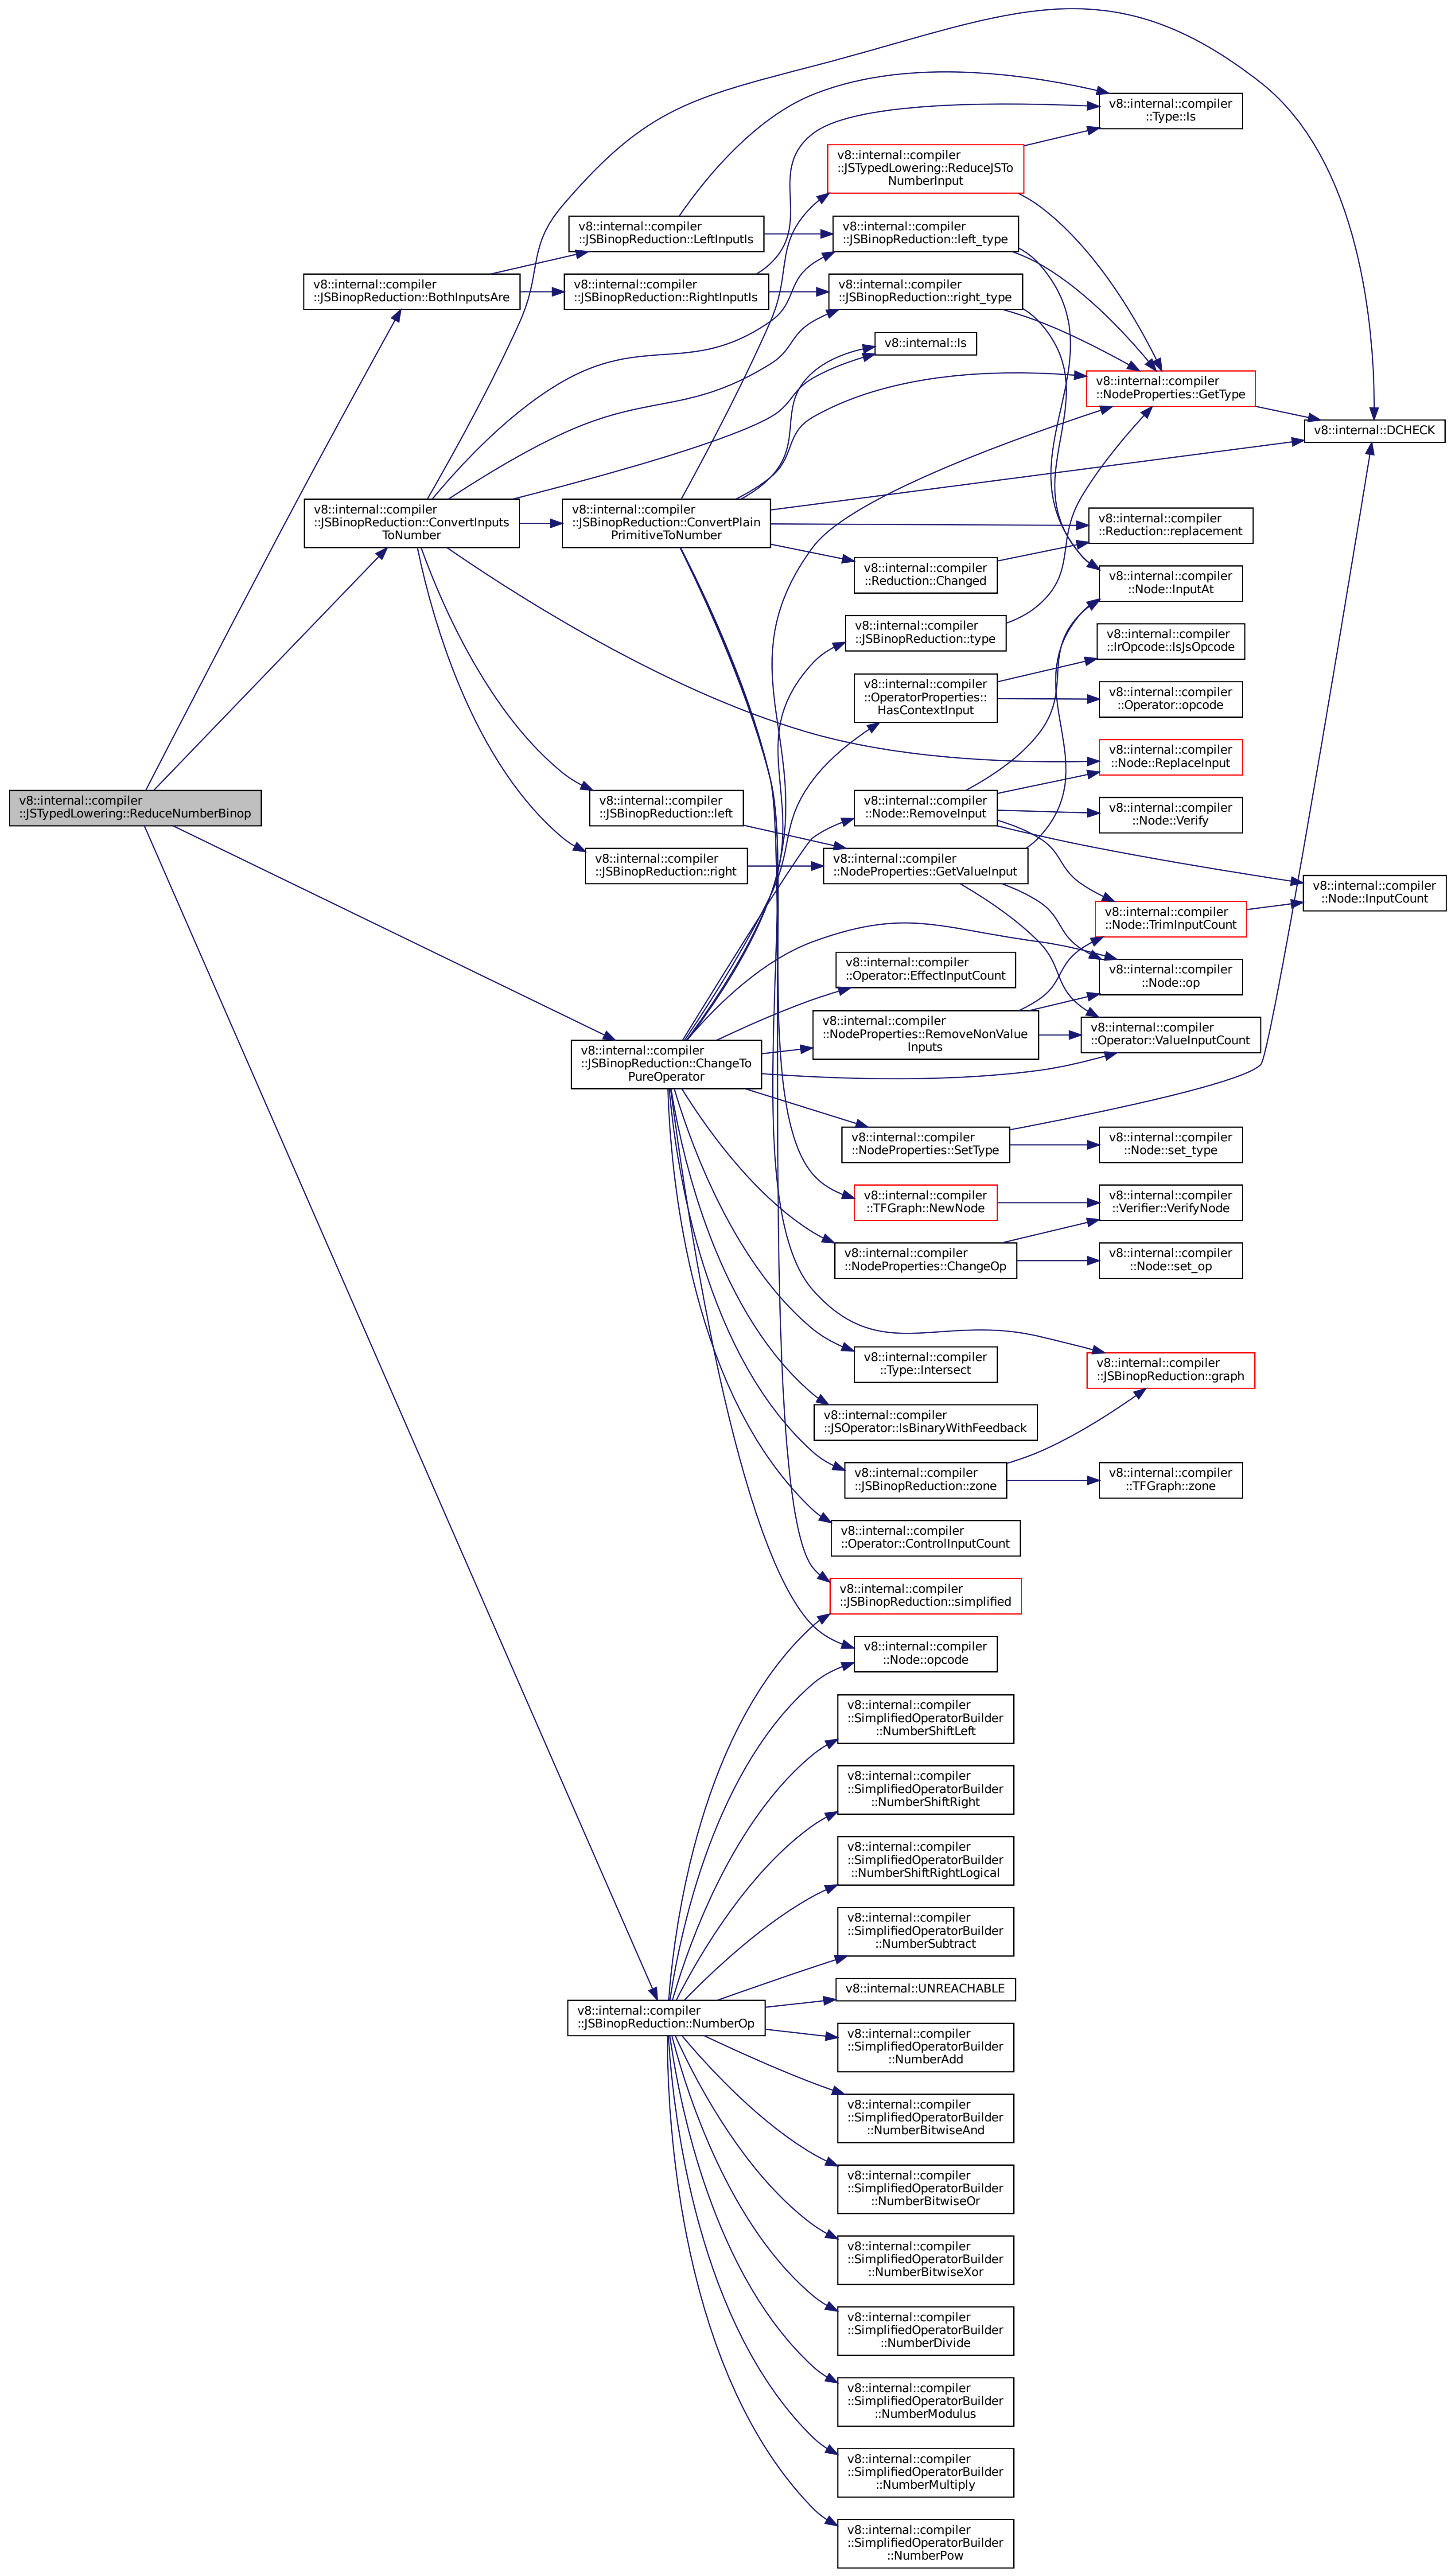 v8::internal::compiler
::JSTypedLowering::ReduceNumberBinop
v8::internal::compiler
::JSBinopReduction::BothInputsAre
v8::internal::compiler
::JSBinopReduction::ConvertInputs
ToNumber
v8::internal::compiler
::JSBinopReduction::LeftInputIs
v8::internal::compiler
::JSBinopReduction::RightInputIs
v8::internal::compiler
::JSBinopReduction::ConvertPlain
PrimitiveToNumber
v8::internal::compiler
::JSBinopReduction::left
v8::internal::compiler
::JSBinopReduction::right
v8::internal::compiler
::JSBinopReduction::ChangeTo
PureOperator
v8::internal::compiler
::JSBinopReduction::NumberOp
v8::internal::compiler
::JSTypedLowering::ReduceJSTo
NumberInput
v8::internal::compiler
::JSBinopReduction::left_type
v8::internal::compiler
::JSBinopReduction::right_type
v8::internal::Is
v8::internal::compiler
::Reduction::Changed
v8::internal::compiler
::JSBinopReduction::type
v8::internal::compiler
::OperatorProperties::
HasContextInput
v8::internal::compiler
::Node::RemoveInput
v8::internal::compiler
::NodeProperties::GetValueInput
v8::internal::compiler
::Operator::EffectInputCount
v8::internal::compiler
::NodeProperties::RemoveNonValue
Inputs
v8::internal::compiler
::NodeProperties::SetType
v8::internal::compiler
::TFGraph::NewNode
v8::internal::compiler
::NodeProperties::ChangeOp
v8::internal::compiler
::Type::Intersect
v8::internal::compiler
::JSOperator::IsBinaryWithFeedback
v8::internal::compiler
::JSBinopReduction::zone
v8::internal::compiler
::Operator::ControlInputCount
v8::internal::compiler
::JSBinopReduction::simplified
v8::internal::compiler
::Node::opcode
v8::internal::compiler
::SimplifiedOperatorBuilder
::NumberShiftLeft
v8::internal::compiler
::SimplifiedOperatorBuilder
::NumberShiftRight
v8::internal::compiler
::SimplifiedOperatorBuilder
::NumberShiftRightLogical
v8::internal::compiler
::SimplifiedOperatorBuilder
::NumberSubtract
v8::internal::UNREACHABLE
v8::internal::compiler
::SimplifiedOperatorBuilder
::NumberAdd
v8::internal::compiler
::SimplifiedOperatorBuilder
::NumberBitwiseAnd
v8::internal::compiler
::SimplifiedOperatorBuilder
::NumberBitwiseOr
v8::internal::compiler
::SimplifiedOperatorBuilder
::NumberBitwiseXor
v8::internal::compiler
::SimplifiedOperatorBuilder
::NumberDivide
v8::internal::compiler
::SimplifiedOperatorBuilder
::NumberModulus
v8::internal::compiler
::SimplifiedOperatorBuilder
::NumberMultiply
v8::internal::compiler
::SimplifiedOperatorBuilder
::NumberPow
v8::internal::compiler
::Type::Is
v8::internal::compiler
::NodeProperties::GetType
v8::internal::compiler
::Reduction::replacement
v8::internal::compiler
::Node::InputAt
v8::internal::compiler
::IrOpcode::IsJsOpcode
v8::internal::compiler
::Operator::opcode
v8::internal::compiler
::Node::ReplaceInput
v8::internal::compiler
::Node::Verify
v8::internal::compiler
::Node::TrimInputCount
v8::internal::compiler
::Node::op
v8::internal::compiler
::Operator::ValueInputCount
v8::internal::compiler
::Node::set_type
v8::internal::compiler
::Verifier::VerifyNode
v8::internal::compiler
::Node::set_op
v8::internal::compiler
::JSBinopReduction::graph
v8::internal::compiler
::TFGraph::zone
v8::internal::DCHECK
v8::internal::compiler
::Node::InputCount